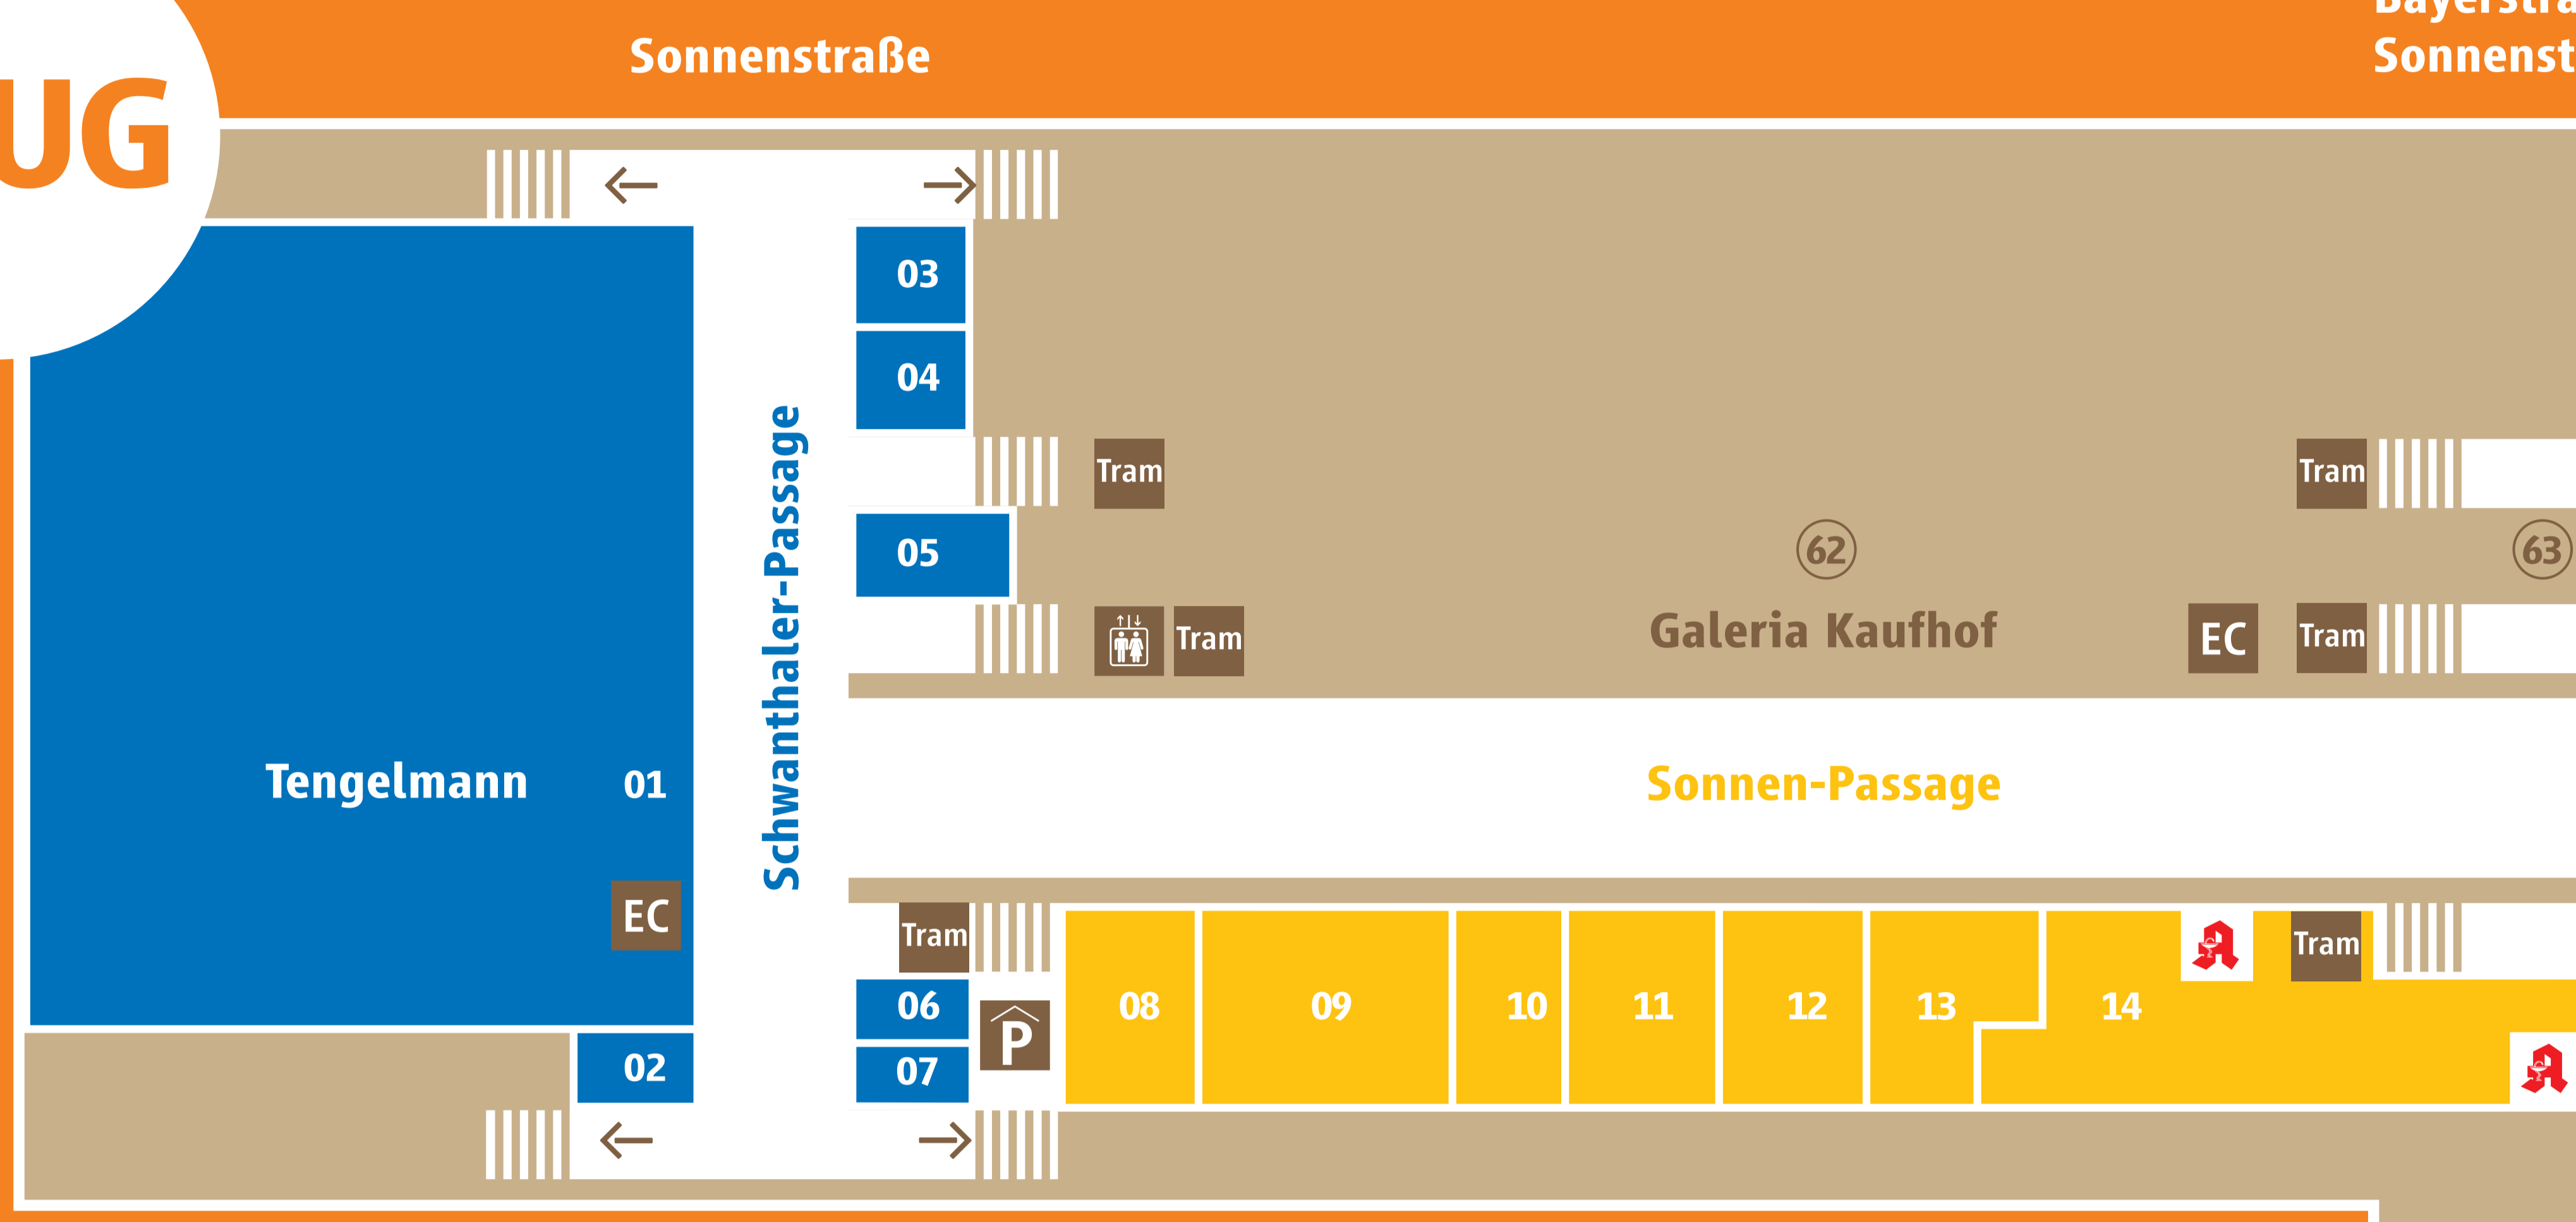 Sonnenstraße
Sonnenst
UG
03
04
05
Schwanthaler-Passage
Tram
Tram
62
63
Tram
Galeria Kaufhof
EC
Tram
Tengelmann
01
EC
Sonnen-Passage
Tram
Tram
02
06
07
P
08
09
10
11
12
13
14